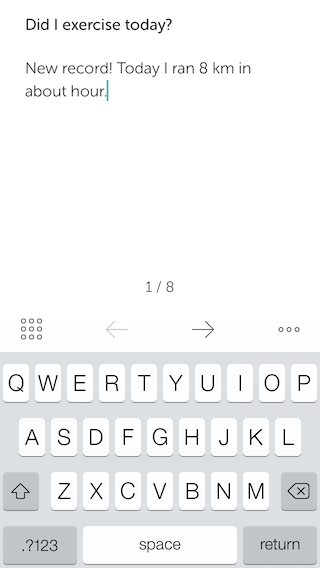 Did I exercise today?
New record! Today I ran 8 km in
about hour.
1 / 8
Q W E R T Y U I O P
A S D F G H J K L
Z X C V B N M
.?123 space return